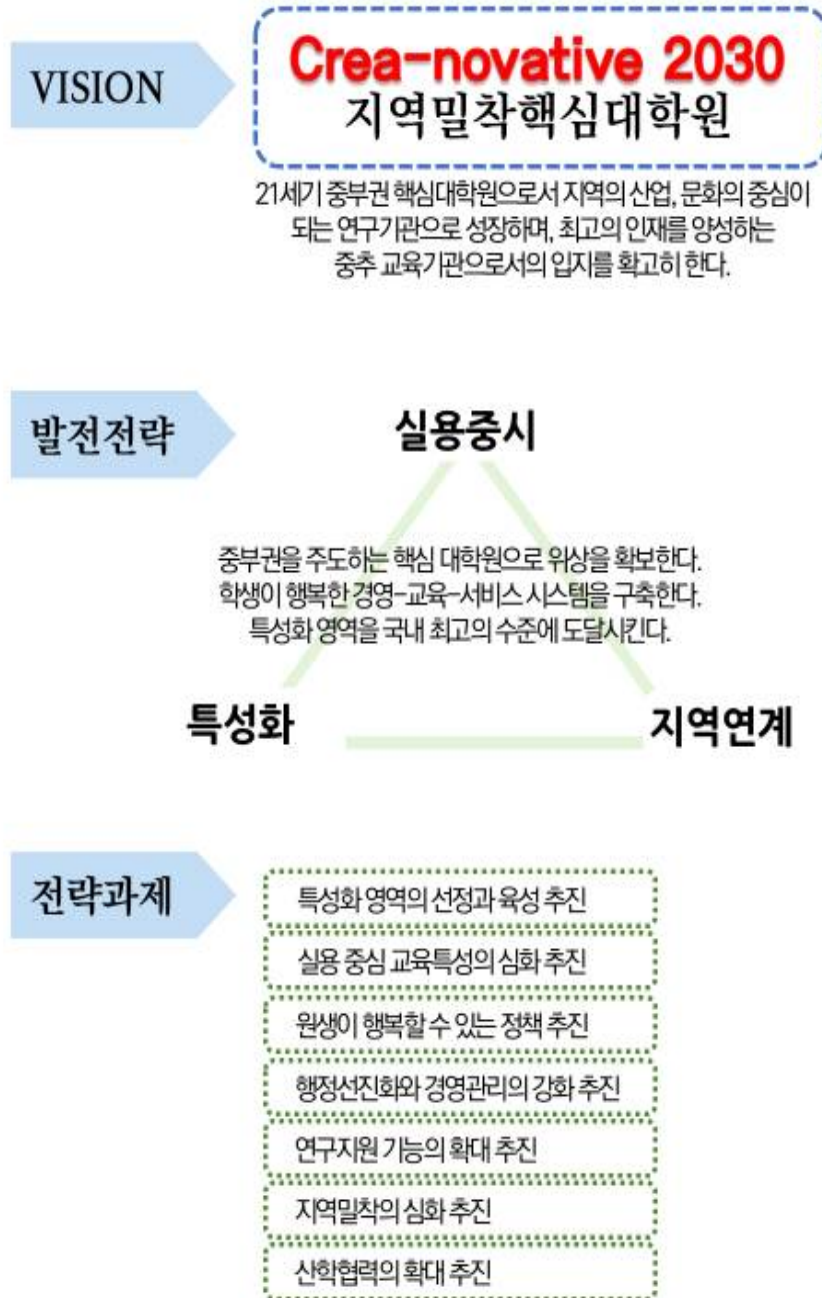 VISION
Crea-novative 2030
지역밀착핵심대학원
21세기 중부권 핵심대학원으로서 지역의 산업, 문화의 중심이
되는 연구기관으로 성장하며, 최고의 인재를 양성하는
중추 교육기관으로서의 입지를 확고히 한다.
발전전략
실용중시
중부권을 주도하는 핵심 대학원으로 위상을 확보한다.
학생이 행복한 경영-교육-서비스 시스템을 구축한다.
특성화 영역을 국내 최고의 수준에 도달시킨다.
특성화
지역연계
전략과제
특성화 영역의 선정과 육성 추진
실용 중심 교육특성의 심화 추진
원생이 행복할 수 있는 정책 추진
행정선진화와 경영관리의 강화 추진
연구지원 기능의 확대 추진
지역밀착의 심화 추진
산학협력의 확대 추진